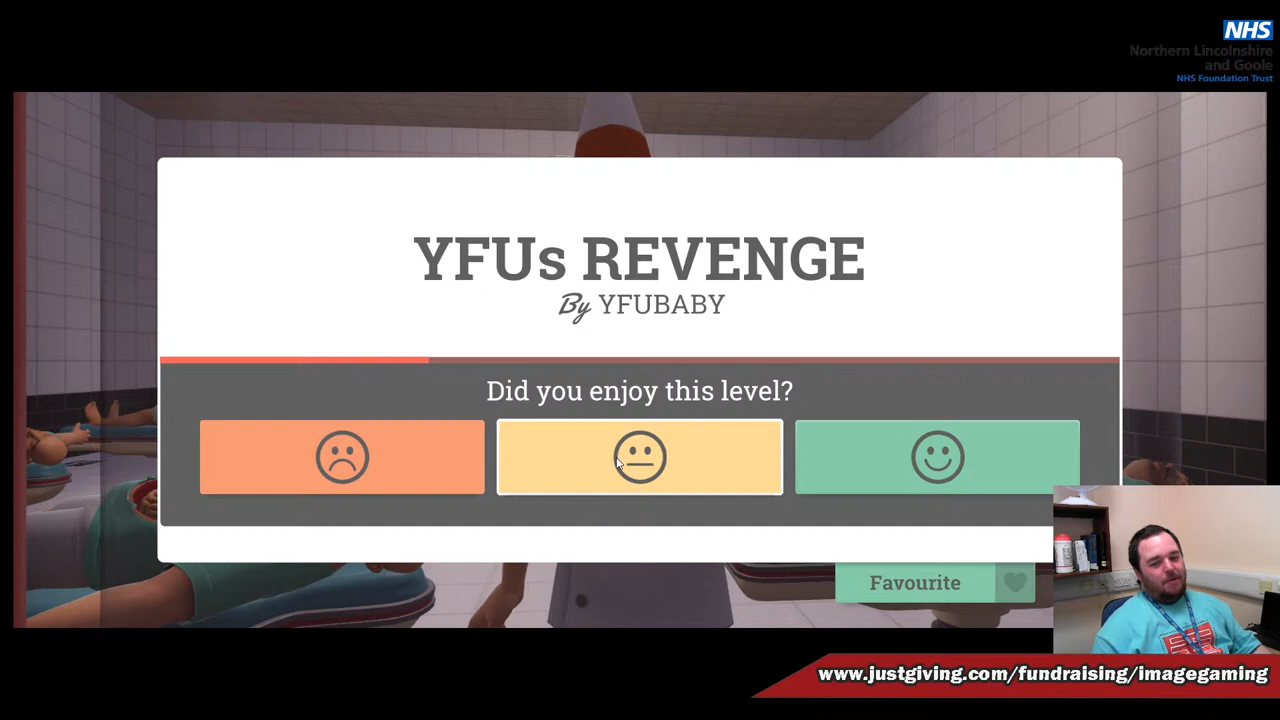 NHS
Northern Lincolnshire
and Goole
NHS Foundation Trust
YFUs REVENGE
By YFUBABY
Did you enjoy this level?
Favourite
www.justgiving.com/fundraising/imagegaming